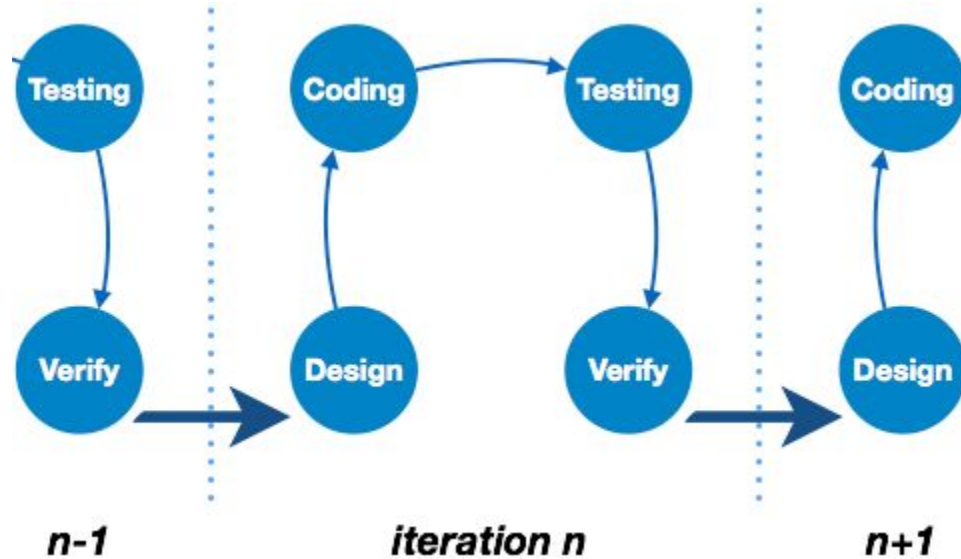 Testing
Coding
Testing
Coding
Verify
Design
Verify
Design
n-1
iteration n
n+1